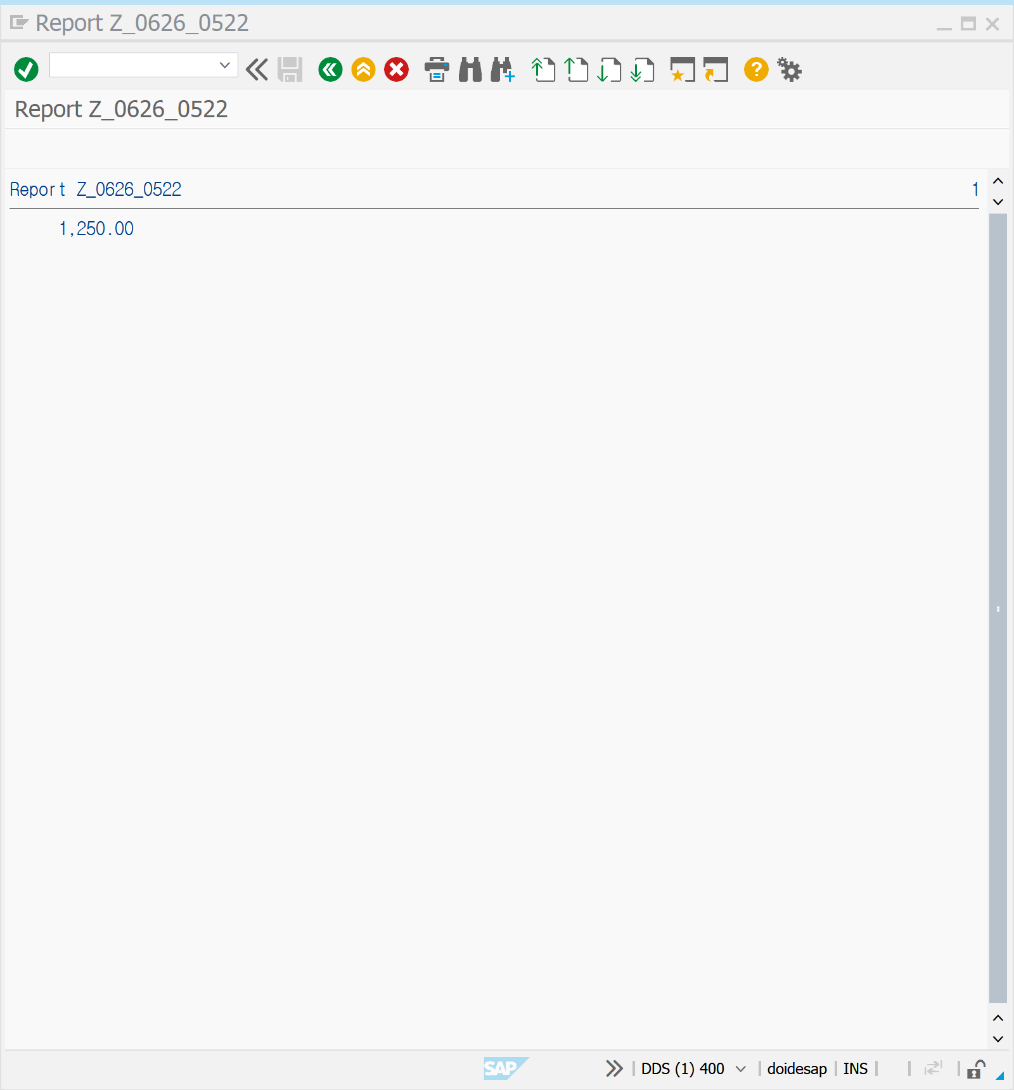 Report Z_0626_0522
Report Z_0626_0522
Report Z_0626_0522 1
1,250.00
SAP DDS (1) 400 doidesap INS